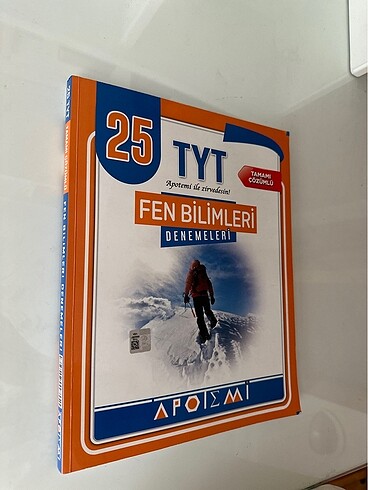 25
TYT
Apotemi ile zirvedesin!
TAMAMI
ÇÖZÜMLÜ
FEN BİLİMLERİ
DENEMELERİ
APOTEMİ